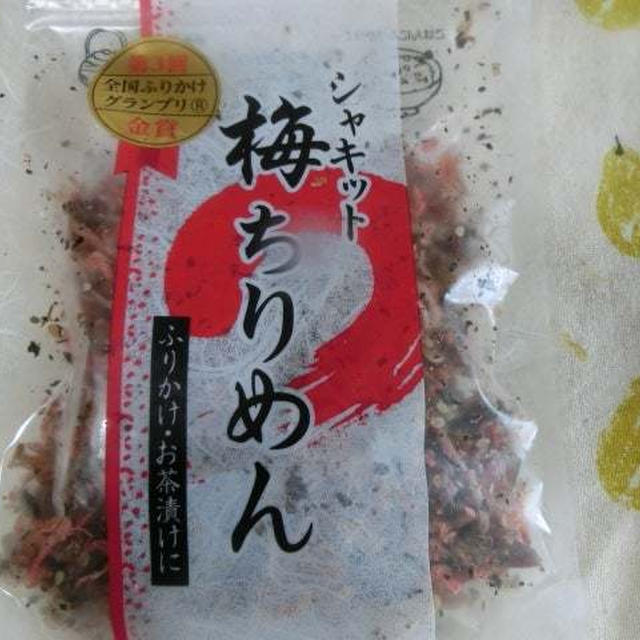 第3回
全国ふりかけ
グランプリ®
金賞
シャキット
梅ちりめん
ふりかけ・お茶漬けに